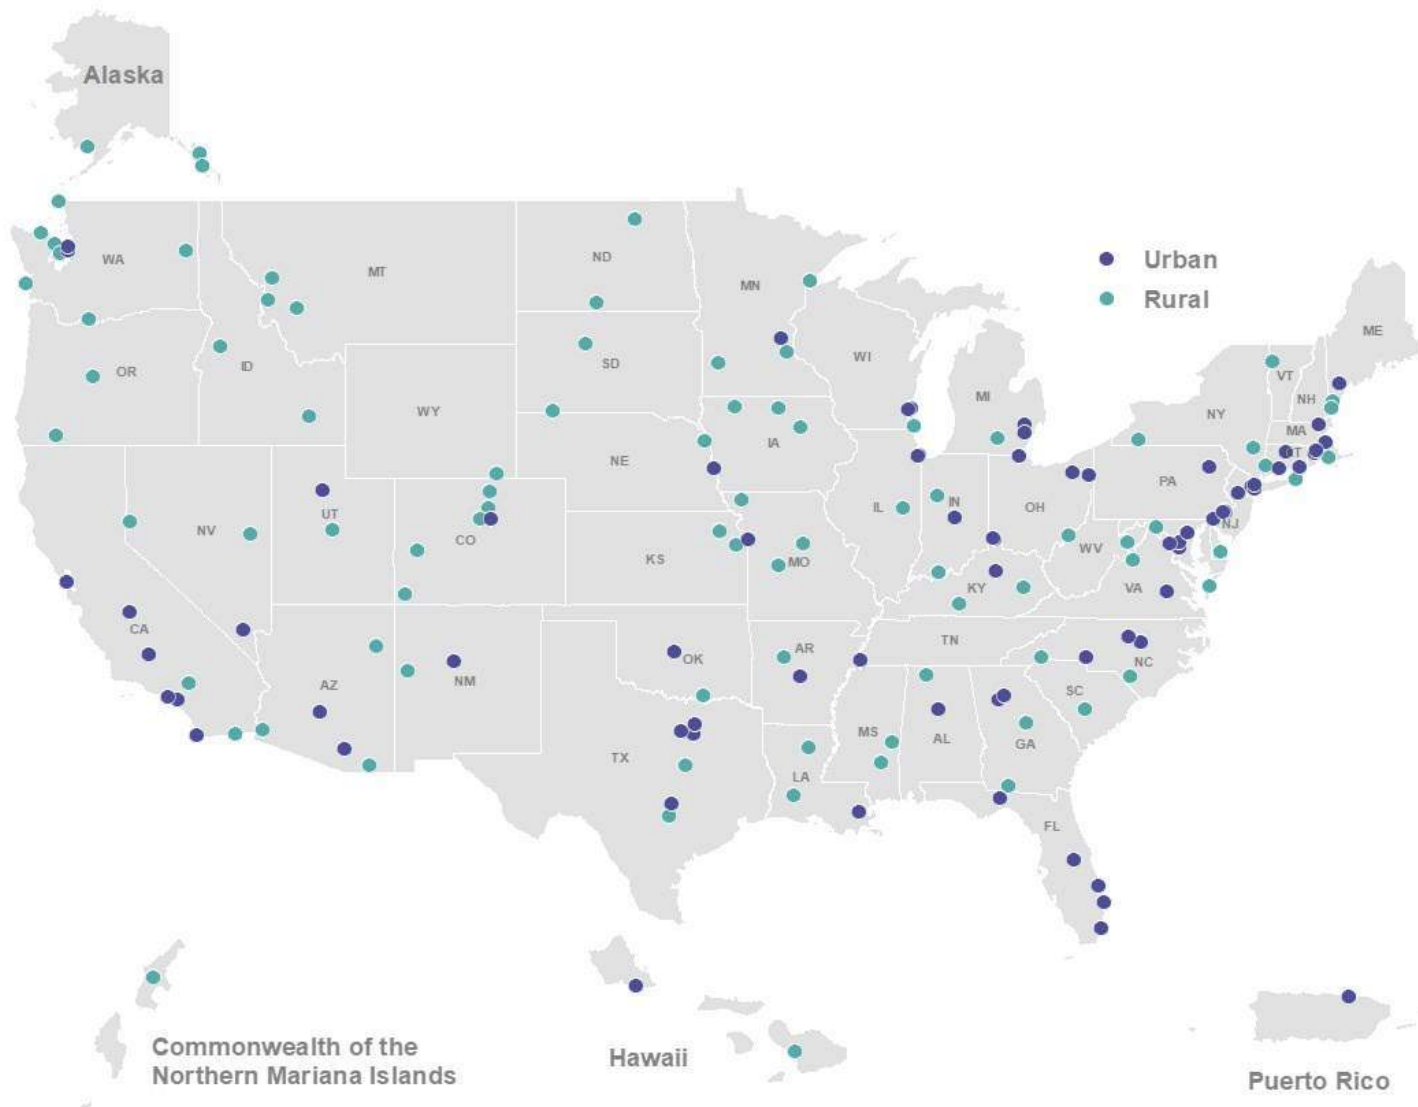 Alaska
Urban
Rural
WA
MT
ND
MN
ME
OR
ID
SD
WI
MI
VT
NH
NY
MA
WY
IA
CT
NE
PA
NV
UT
CO
IL
IN
OH
NJ
KS
MO
WV
VA
KY
CA
TN
NC
AZ
NM
OK
AR
SC
MS
AL
GA
TX
LA
FL
Commonwealth of the
Northern Mariana Islands
Hawaii
Puerto Rico